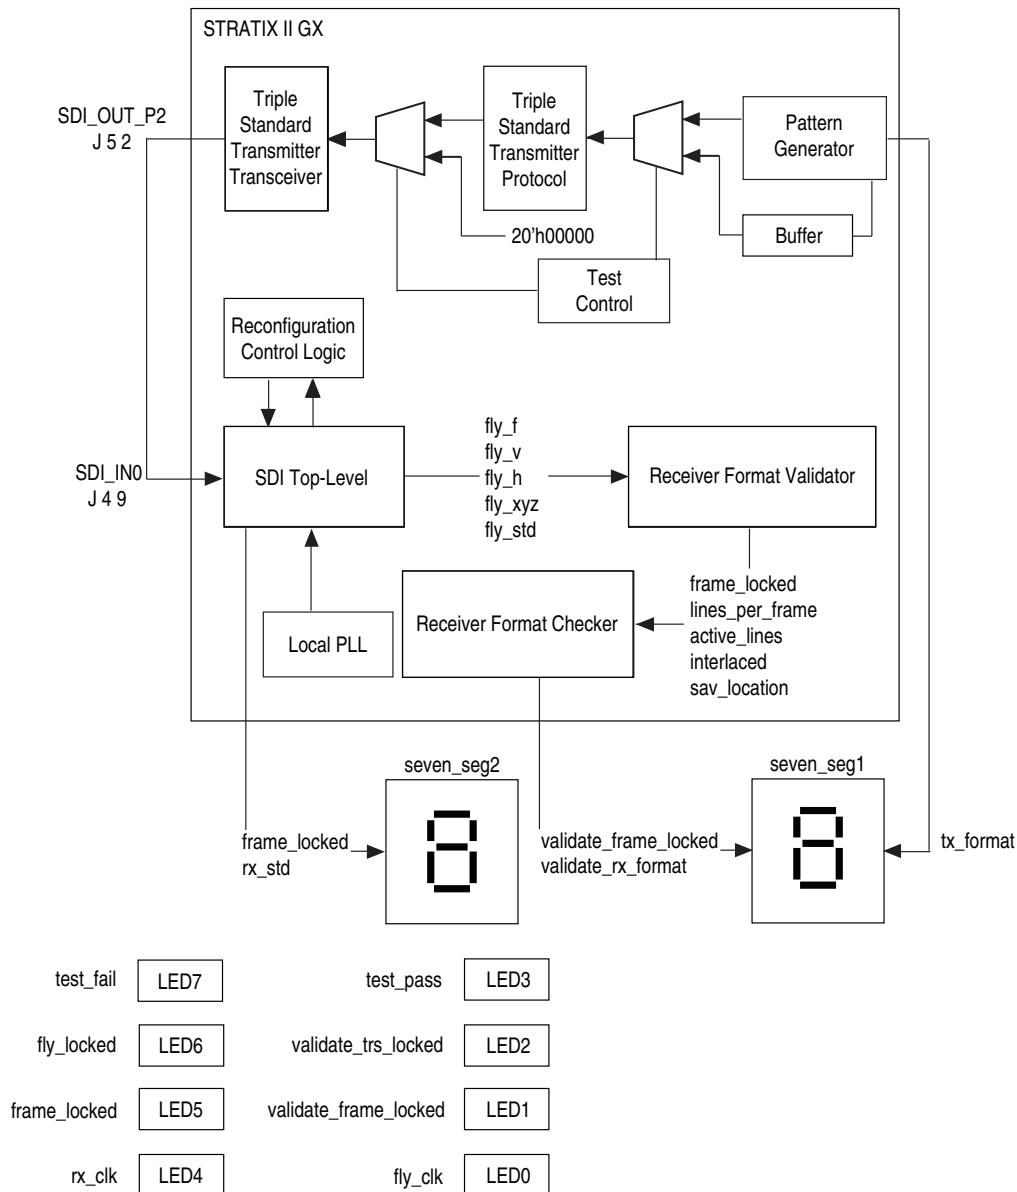 STRATIX II GX
SDI_OUT_P2
J 5 2
Triple
Standard
Transmitter
Transceiver
Triple
Standard
Transmitter
Protocol
Pattern
Generator
20'h00000
Buffer
Test
Control
Reconfiguration
Control Logic
SDI_IN0
J 4 9
SDI Top-Level
fly_f
fly_v
fly_h
fly_xyz
fly_std
Receiver Format Validator
Local PLL
Receiver Format Checker
frame_locked
lines_per_frame
active_lines
interlaced
sav_location
seven_seg2
seven_seg1
frame_locked
rx_std
8
validate_frame_locked
validate_rx_format
8
tx_format
test_fail LED7 test_pass LED3
fly_locked LED6 validate_trs_locked LED2
frame_locked LED5 validate_frame_locked LED1
rx_clk LED4 fly_clk LED0